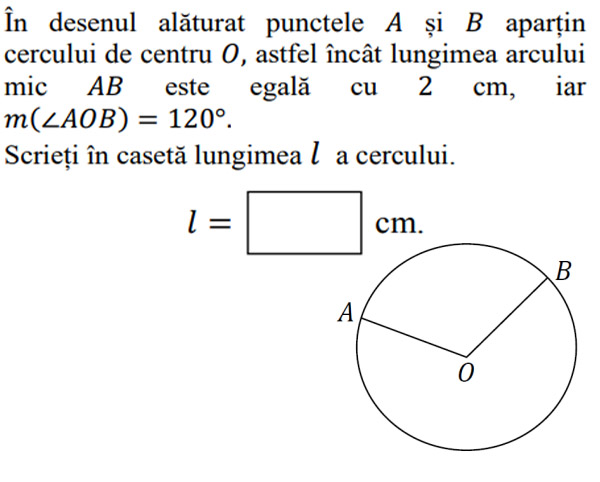 În desenul alăturat punctele A și B aparțin
cercului de centru O, astfel încât lungimea arcului
mic AB este egală cu 2 cm, iar
m(∠AOB) = 120°.
Scrieți în casetă lungimea l a cercului.
l = cm.
B
A
O